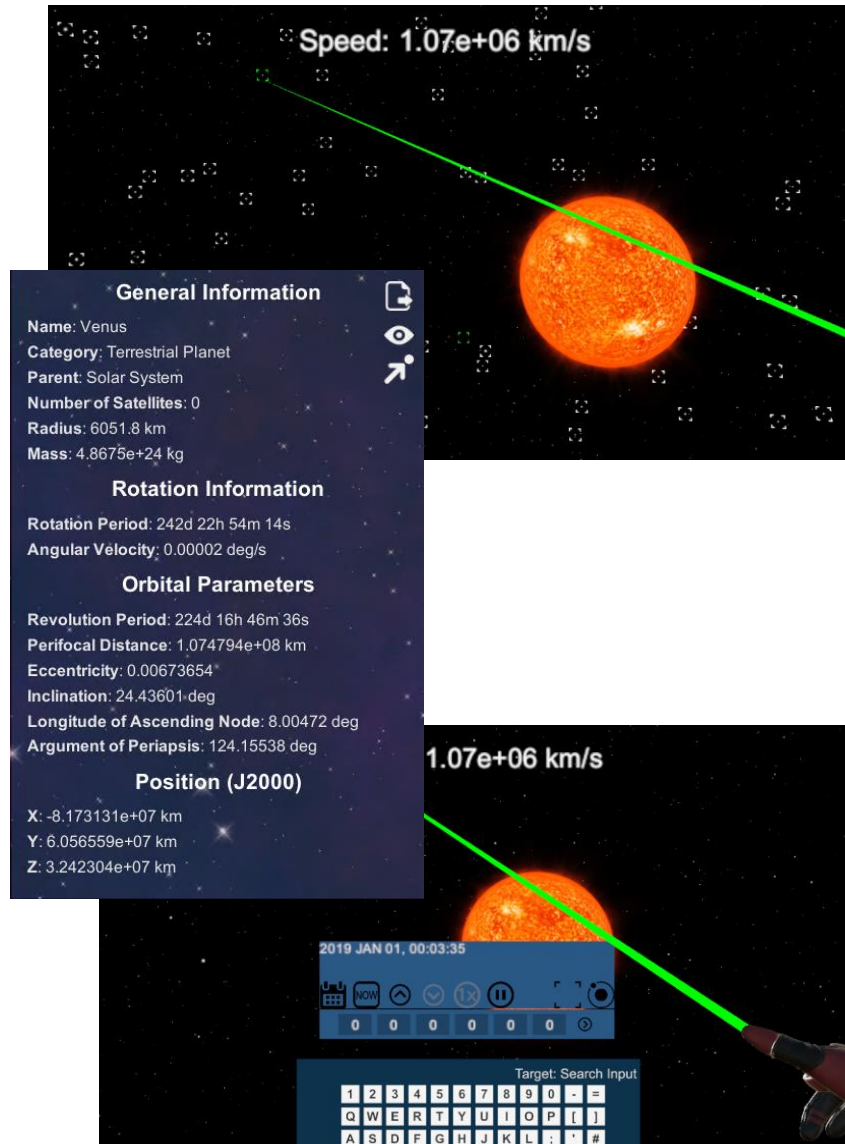 Speed: 1.07e+06 km/s
General Information
Name: Venus
Category: Terrestrial Planet
Parent: Solar System
Number of Satellites: 0
Radius: 6051.8 km
Mass: 4.8675e+24 kg
Rotation Information
Rotation Period: 242d 22h 54m 14s
Angular Velocity: 0.00002 deg/s
Orbital Parameters
Revolution Period: 224d 16h 46m 36s
Perifocal Distance: 1.074794e+08 km
Eccentricity: 0.00673654
Inclination: 24.43601 deg
Longitude of Ascending Node: 8.00472 deg
Argument of Periapsis: 124.15538 deg
Position (J2000)
X: -8.173131e+07 km
Y: 6.056559e+07 km
Z: 3.242304e+07 km
1.07e+06 km/s
2019 JAN 01, 00:03:35
NOW 1x
0 0 0 0 0 0
Target: Search Input
1 2 3 4 5 6 7 8 9 0 - =
Q W E R T Y U I O P [ ]
A S D F G H J K L ; ' #